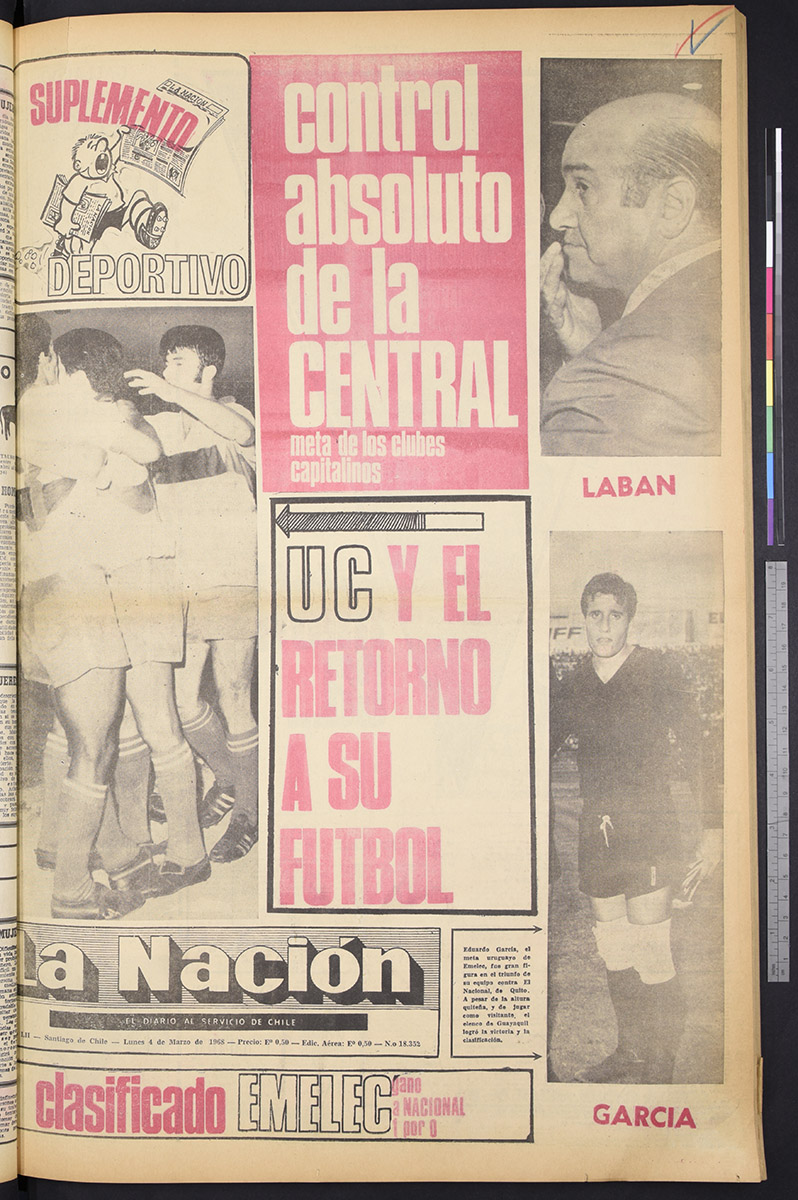 SUPLEMENTO
LA NACION
DEPORTIVO
control
absoluto
de la
CENTRAL
meta de los clubes
capitalinos
LABAN
UC Y EL
RETORNO
A SU
FUTBOL
La Nación
EL DIARIO AL SERVICIO DE CHILE
Santiago de Chile — Lunes 4 de Marzo de 1968 — Precio: Eº 0,50 — Edic. Aérea: Eº 0,50 — N.o 18.352
Eduardo García, el
meta uruguayo de
Emelec, fue gran fi-
gura en el triunfo de
su equipo contra El
Nacional, de Quito.
A pesar de la altura
quiteña, y de jugar
como visitante, el
elenco de Guayaquil
logró la victoria y la
clasificación.
clasificado EMELEC
gano
a NACIONAL
1 por 0
GARCIA